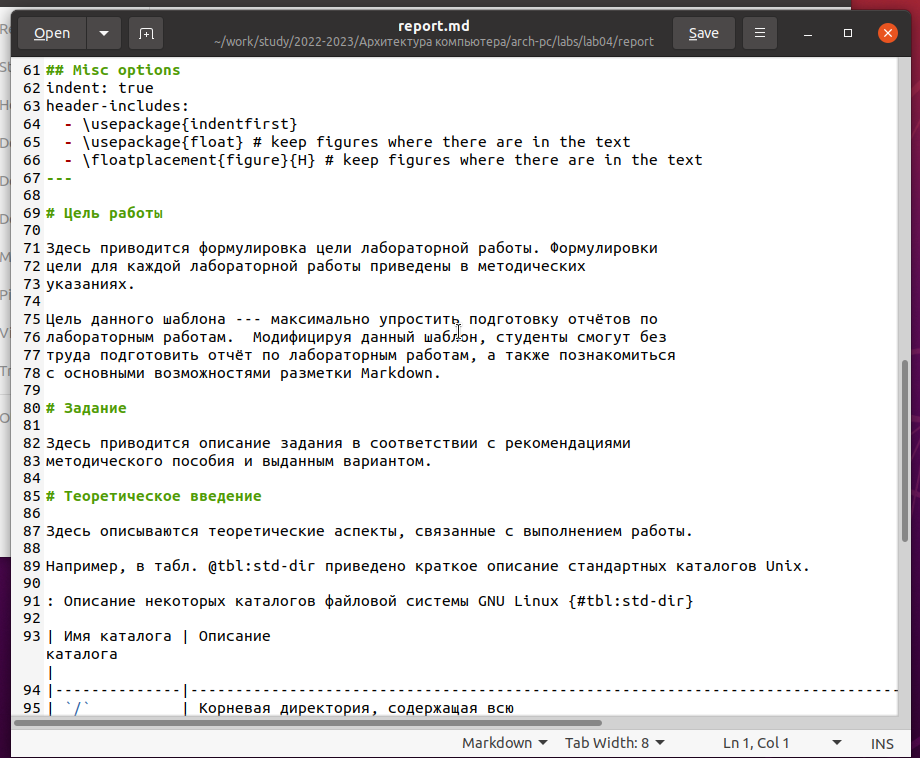 Open
report.md
~/work/study/2022-2023/Архитектура компьютера/arch-pc/labs/lab04/report
Save
61 ## Misc options
62 indent: true
63 header-includes:
64   - \usepackage{indentfirst}
65   - \usepackage{float} # keep figures where there are in the text
66   - \floatplacement{figure}{H} # keep figures where there are in the text
67 ---
68
69 # Цель работы
70
71 Здесь приводится формулировка цели лабораторной работы. Формулировки
72 цели для каждой лабораторной работы приведены в методических
73 указаниях.
74
75 Цель данного шаблона --- максимально упростить подготовку отчётов по
76 лабораторным работам.  Модифицируя данный шаблон, студенты смогут без
77 труда подготовить отчёт по лабораторным работам, а также познакомиться
78 с основными возможностями разметки Markdown.
79
80 # Задание
81
82 Здесь приводится описание задания в соответствии с рекомендациями
83 методического пособия и выданным вариантом.
84
85 # Теоретическое введение
86
87 Здесь описываются теоретические аспекты, связанные с выполнением работы.
88
89 Например, в табл. @tbl:std-dir приведено краткое описание стандартных каталогов Unix.
90
91 : Описание некоторых каталогов файловой системы GNU Linux {#tbl:std-dir}
92
93 | Имя каталога | Описание
каталога
|
94 |--------------|------------------------------------------------------------------------------
95 | `/`          | Корневая директория, содержащая всю
Markdown
Tab Width: 8
Ln 1, Col 1
INS